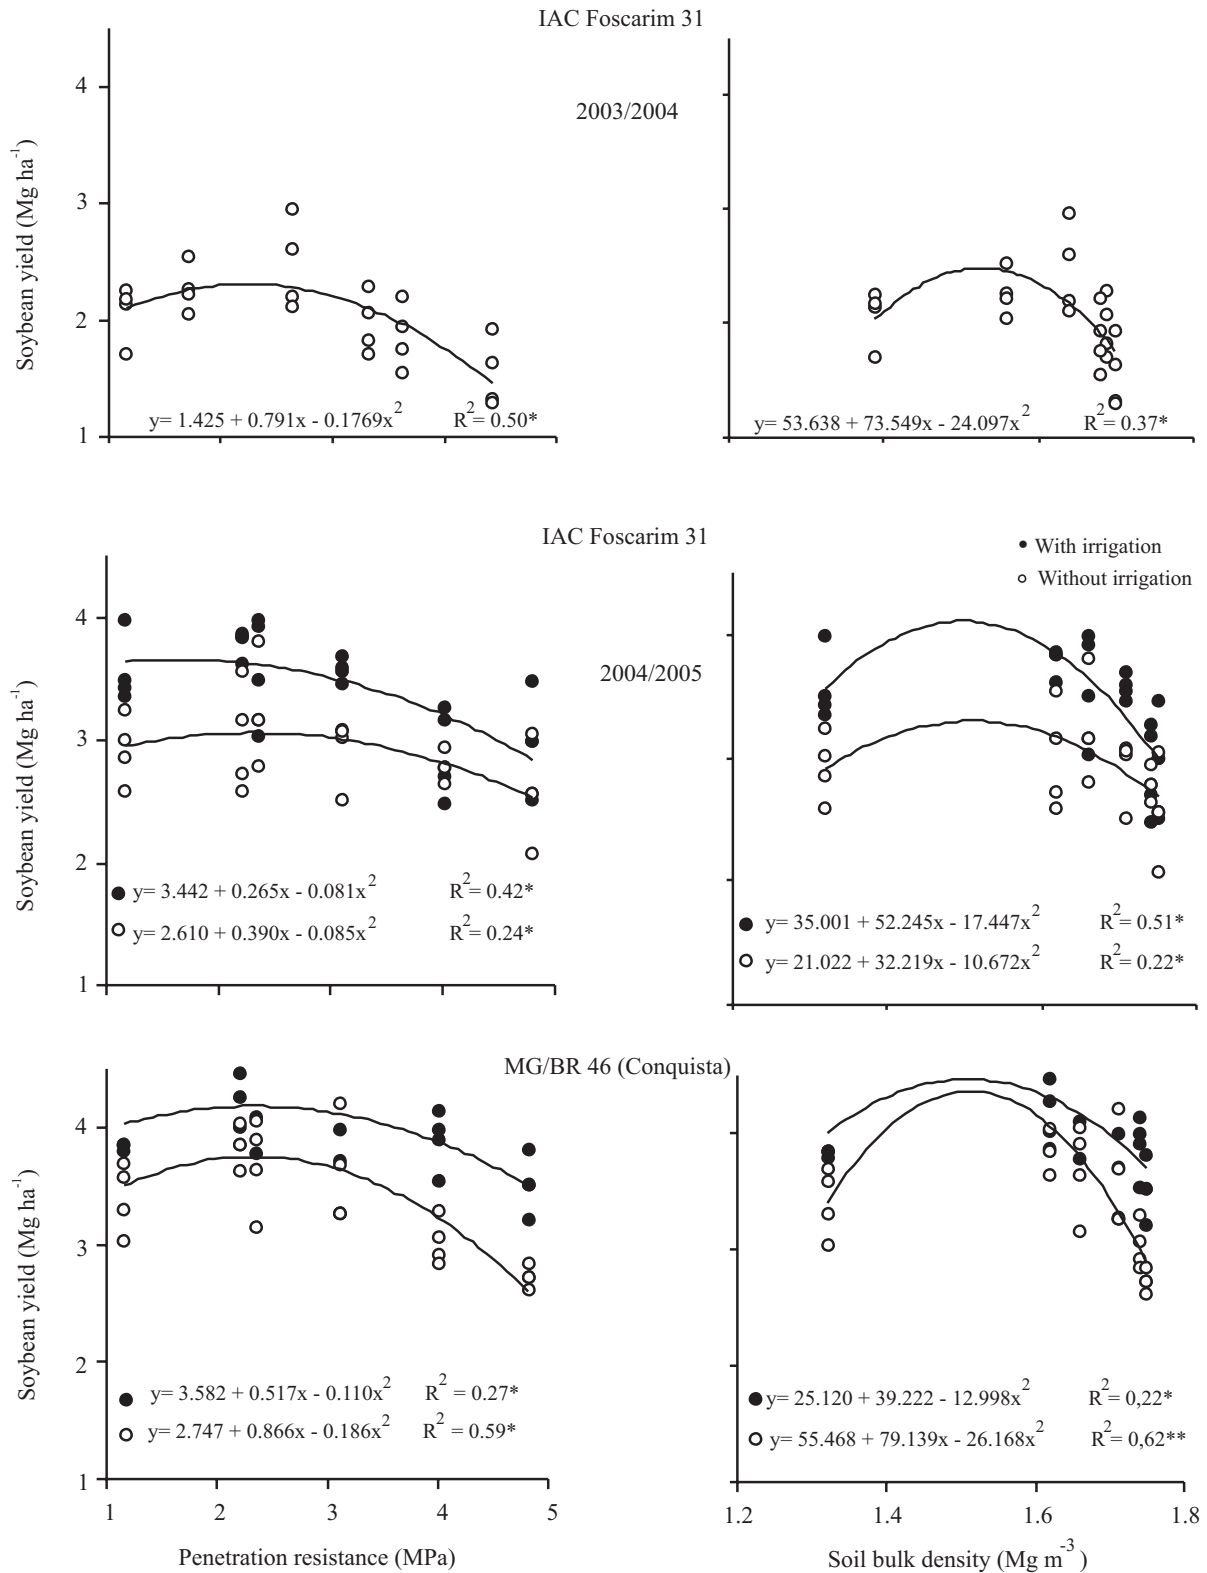 IAC Foscarim 31
2003/2004
Soybean yield (Mg ha⁻¹)
4
3
2
1
y= 1.425 + 0.791x - 0.1769x² R²= 0.50*
y= 53.638 + 73.549x - 24.097x² R²= 0.37*
IAC Foscarim 31
With irrigation
Without irrigation
2004/2005
Soybean yield (Mg ha⁻¹)
4
3
2
1
y= 3.442 + 0.265x - 0.081x² R²= 0.42*
y= 2.610 + 0.390x - 0.085x² R²= 0.24*
y= 35.001 + 52.245x - 17.447x² R²= 0.51*
y= 21.022 + 32.219x - 10.672x² R²= 0.22*
MG/BR 46 (Conquista)
Soybean yield (Mg ha⁻¹)
4
3
2
1
y= 3.582 + 0.517x - 0.110x² R² = 0.27*
y= 2.747 + 0.866x - 0.186x² R² = 0.59*
y= 25.120 + 39.222 - 12.998x² R²= 0,22*
y= 55.468 + 79.139x - 26.168x² R²= 0,62**
1 2 3 4 5
Penetration resistance (MPa)
1.2 1.4 1.6 1.8
Soil bulk density (Mg m⁻³)